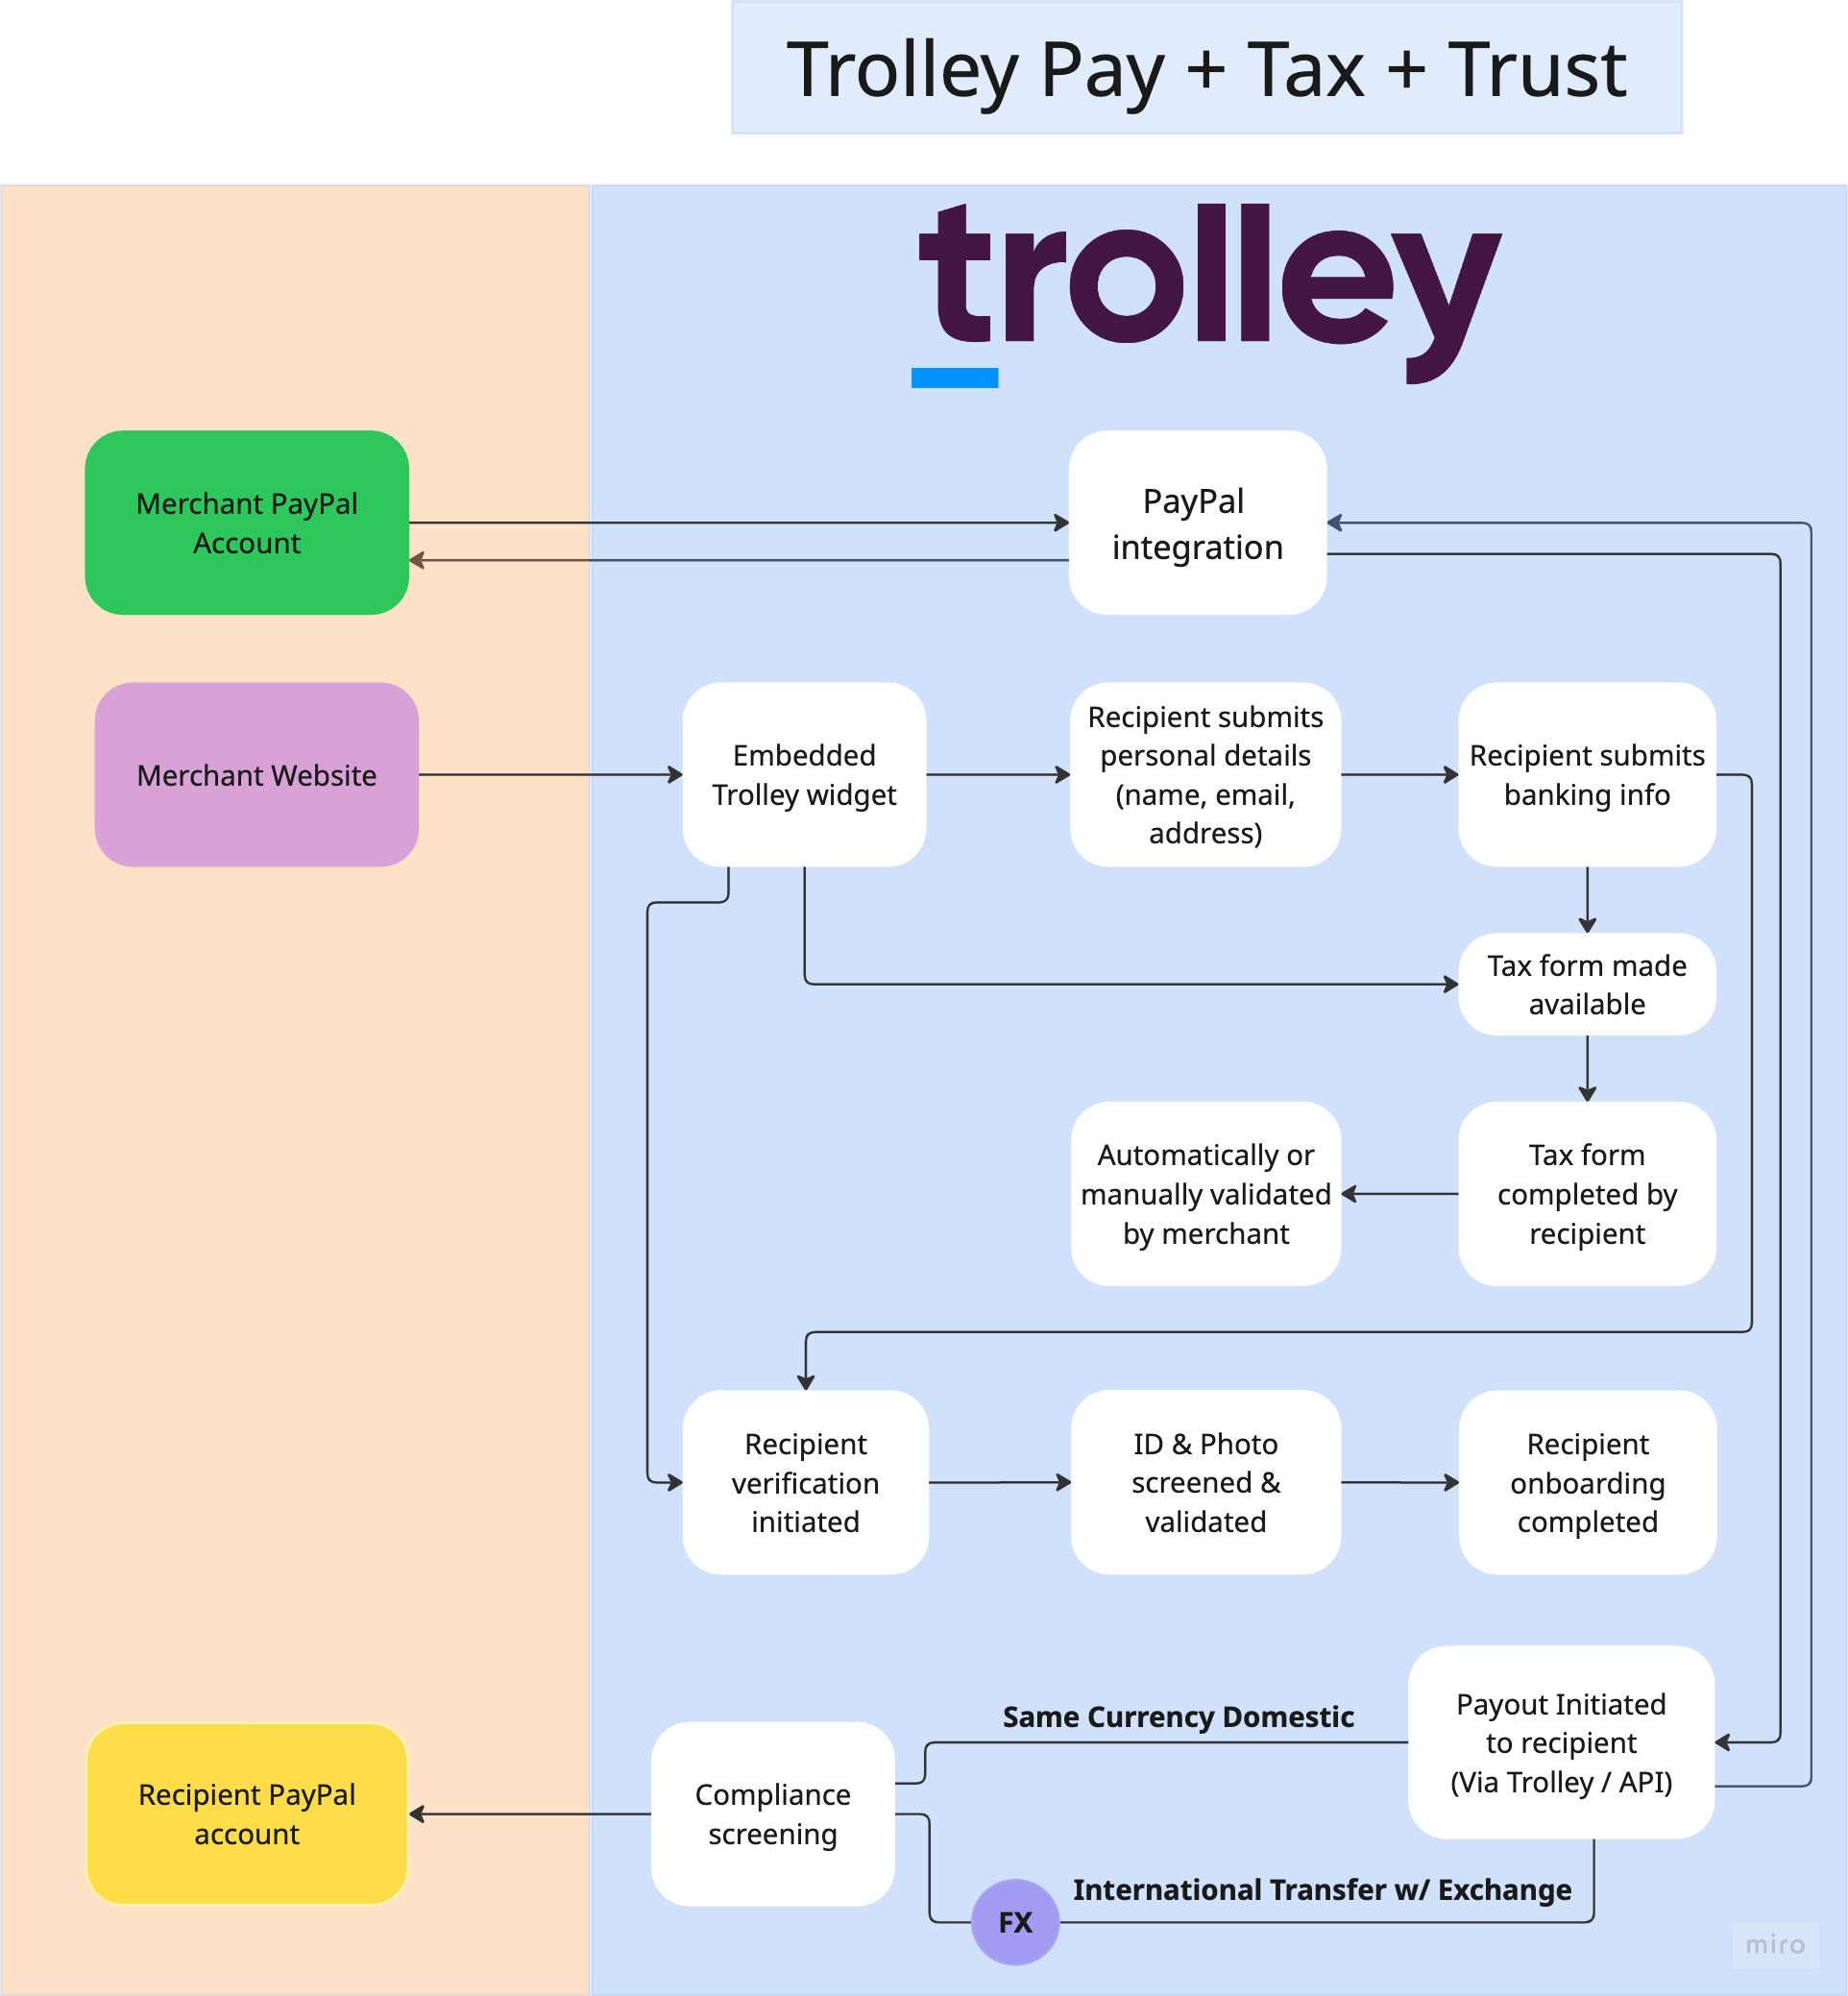 Trolley Pay + Tax + Trust
trolley
Merchant PayPal
Account
PayPal
integration
Merchant Website
Embedded
Trolley widget
Recipient submits
personal details
(name, email,
address)
Recipient submits
banking info
Tax form made
available
Automatically or
manually validated
by merchant
Tax form
completed by
recipient
Recipient
verification
initiated
ID & Photo
screened &
validated
Recipient
onboarding
completed
Same Currency Domestic
Payout Initiated
to recipient
(Via Trolley / API)
Recipient PayPal
account
Compliance
screening
International Transfer w/ Exchange
FX
miro